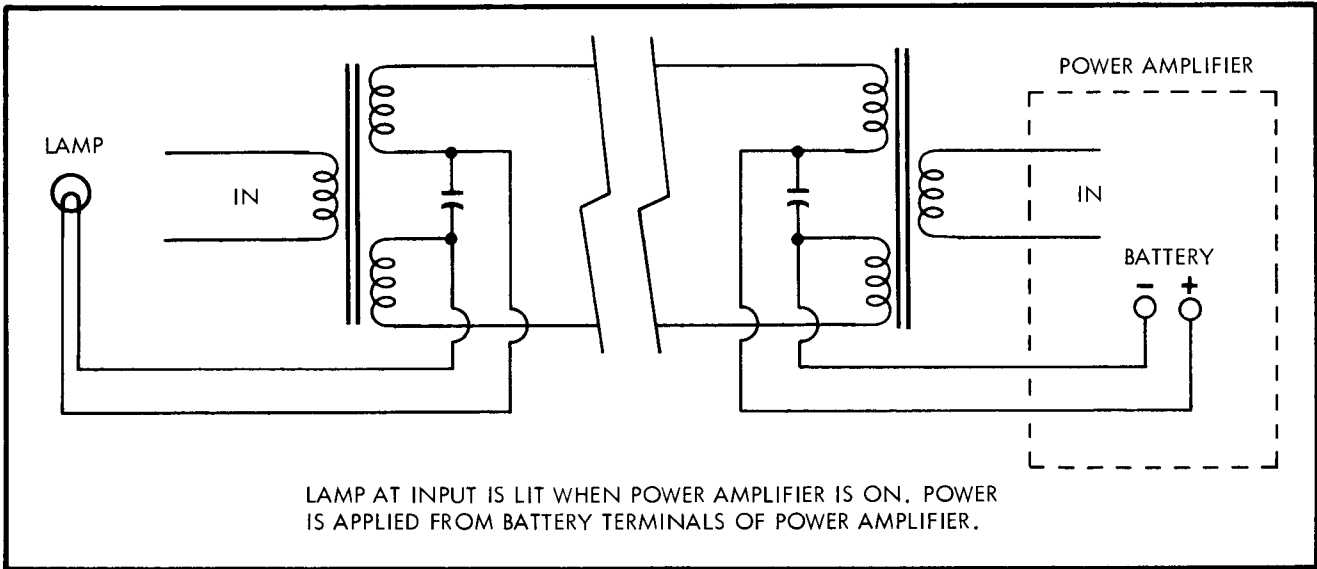 POWER AMPLIFIER
LAMP
IN
IN
BATTERY
- +
LAMP AT INPUT IS LIT WHEN POWER AMPLIFIER IS ON. POWER
IS APPLIED FROM BATTERY TERMINALS OF POWER AMPLIFIER.